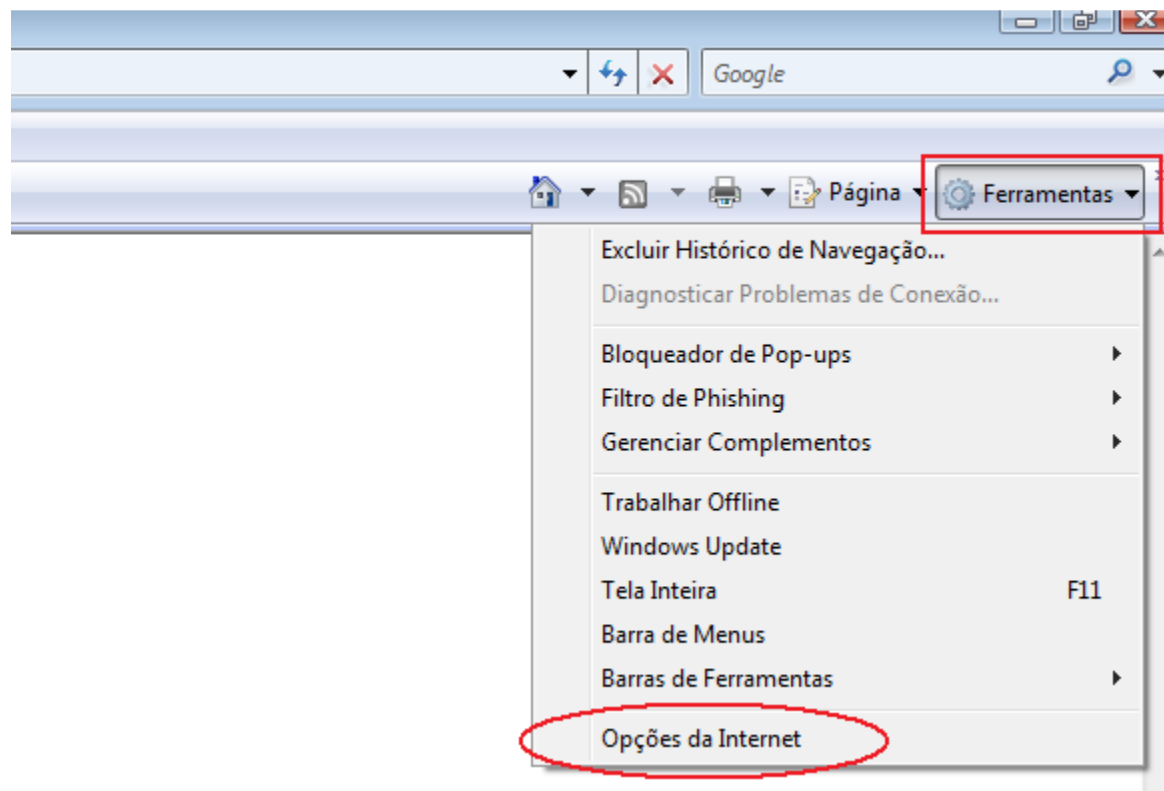 Google
Página
Ferramentas
Excluir Histórico de Navegação...
Diagnosticar Problemas de Conexão...
Bloqueador de Pop-ups
Filtro de Phishing
Gerenciar Complementos
Trabalhar Offline
Windows Update
Tela Inteira F11
Barra de Menus
Barras de Ferramentas
Opções da Internet